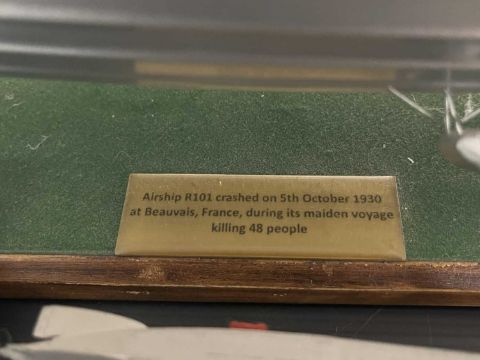 Airship R101 crashed on 5th October 1930
at Beauvais, France, during its maiden voyage
killing 48 people